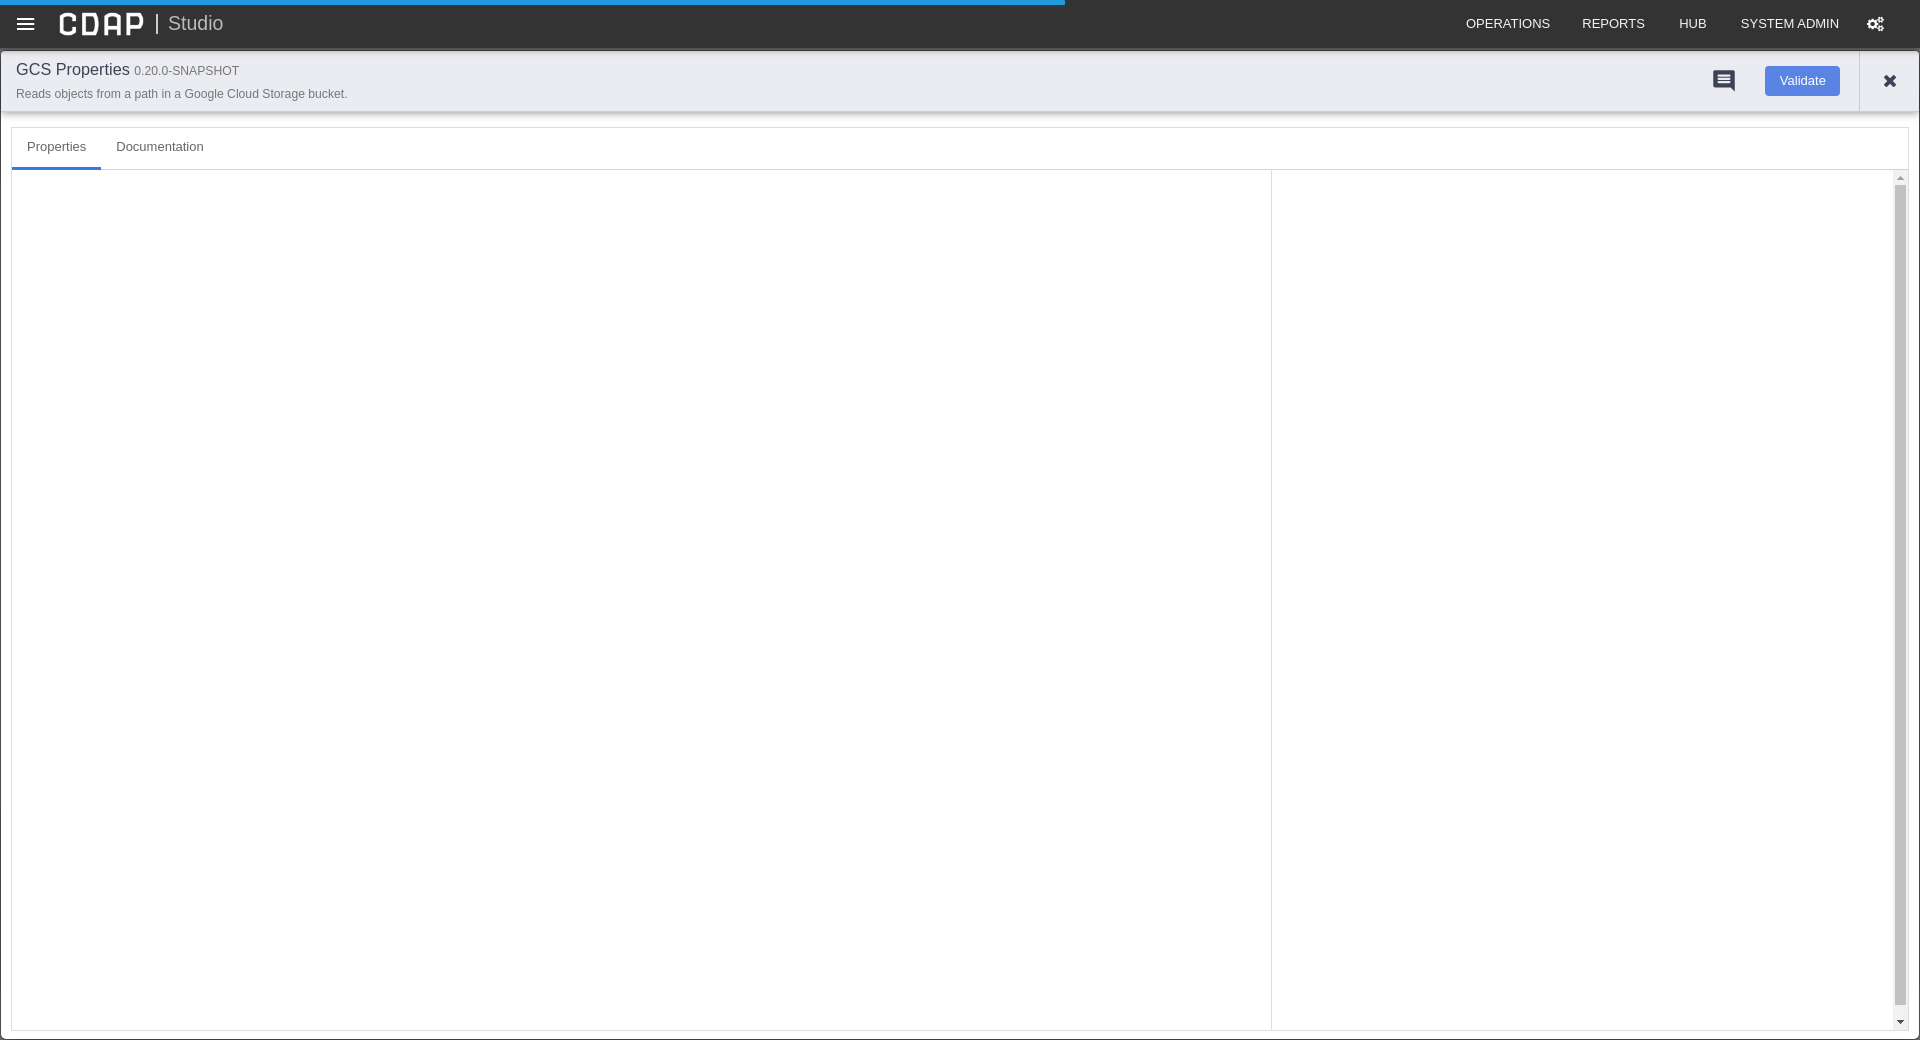 CDAP | Studio
OPERATIONS REPORTS HUB SYSTEM ADMIN
GCS Properties 0.20.0-SNAPSHOT
Reads objects from a path in a Google Cloud Storage bucket.
Validate
Properties Documentation